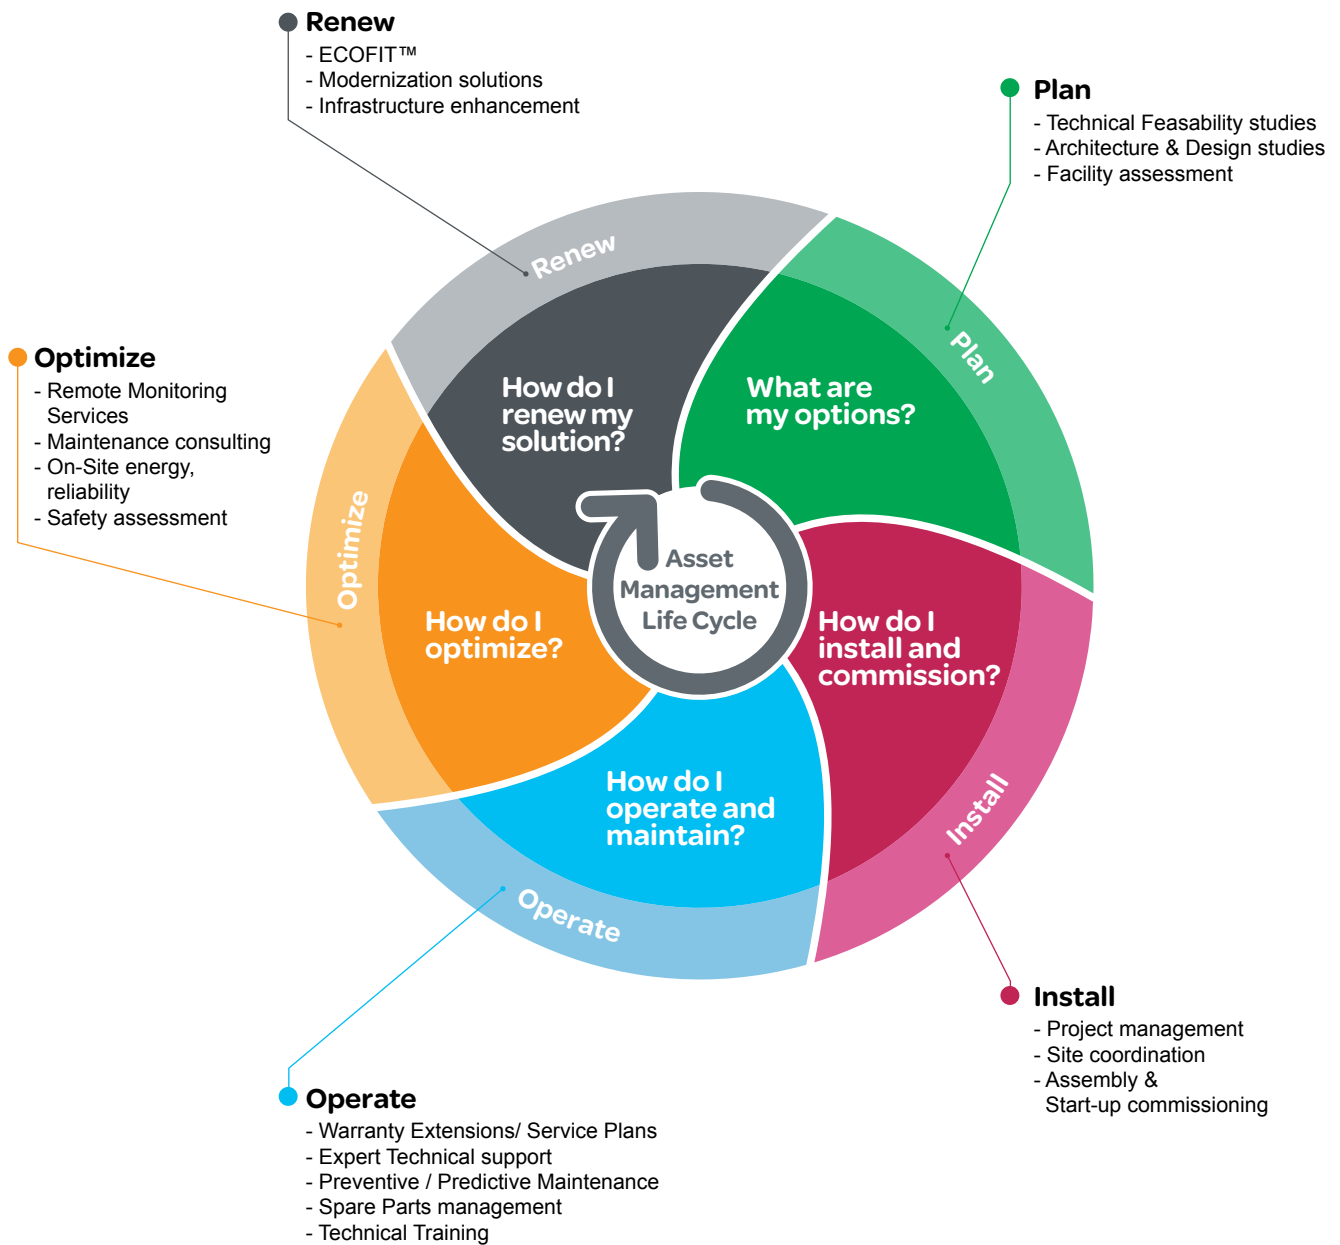 Renew
- ECOFIT™
- Modernization solutions
- Infrastructure enhancement
Plan
- Technical Feasability studies
- Architecture & Design studies
- Facility assessment
Optimize
- Remote Monitoring
Services
- Maintenance consulting
- On-Site energy,
reliability
- Safety assessment
Renew
Plan
Optimize
Install
Operate
How do I
renew my
solution?
What are
my options?
How do I
optimize?
Asset
Management
Life Cycle
How do I
install and
commission?
How do I
operate and
maintain?
Install
- Project management
- Site coordination
- Assembly &
Start-up commissioning
Operate
- Warranty Extensions/ Service Plans
- Expert Technical support
- Preventive / Predictive Maintenance
- Spare Parts management
- Technical Training